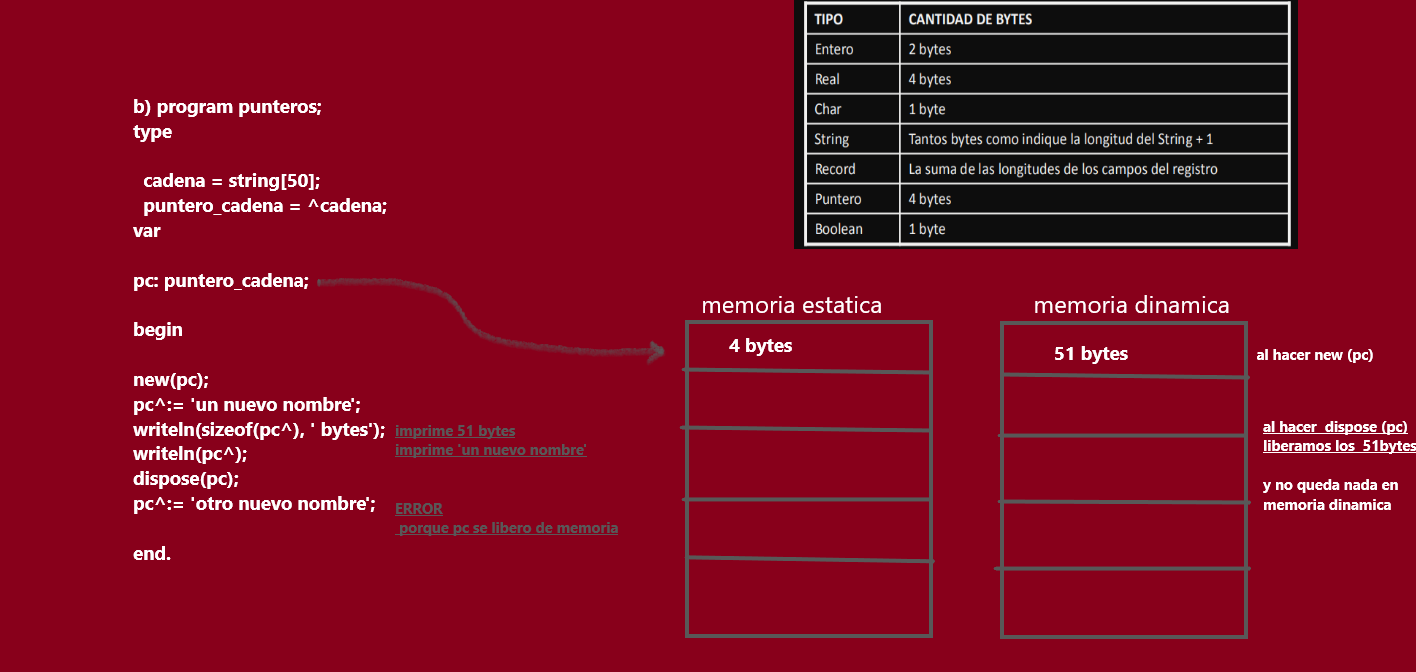 TIPO CANTIDAD DE BYTES
Entero 2 bytes
Real 4 bytes
Char 1 byte
String Tantos bytes como indique la longitud del String + 1
Record La suma de las longitudes de los campos del registro
Puntero 4 bytes
Boolean 1 byte
b) program punteros;
type
cadena = string[50];
puntero_cadena = ^cadena;
var
pc: puntero_cadena;
begin
new(pc);
pc^:= 'un nuevo nombre';
writeln(sizeof(pc^), ' bytes');
imprime 51 bytes
writeln(pc^);
imprime 'un nuevo nombre'
dispose(pc);
pc^:= 'otro nuevo nombre';
ERROR
porque pc se libero de memoria
end.
memoria estatica
4 bytes
memoria dinamica
51 bytes
al hacer new (pc)
al hacer dispose (pc)
liberamos los 51bytes
y no queda nada en
memoria dinamica